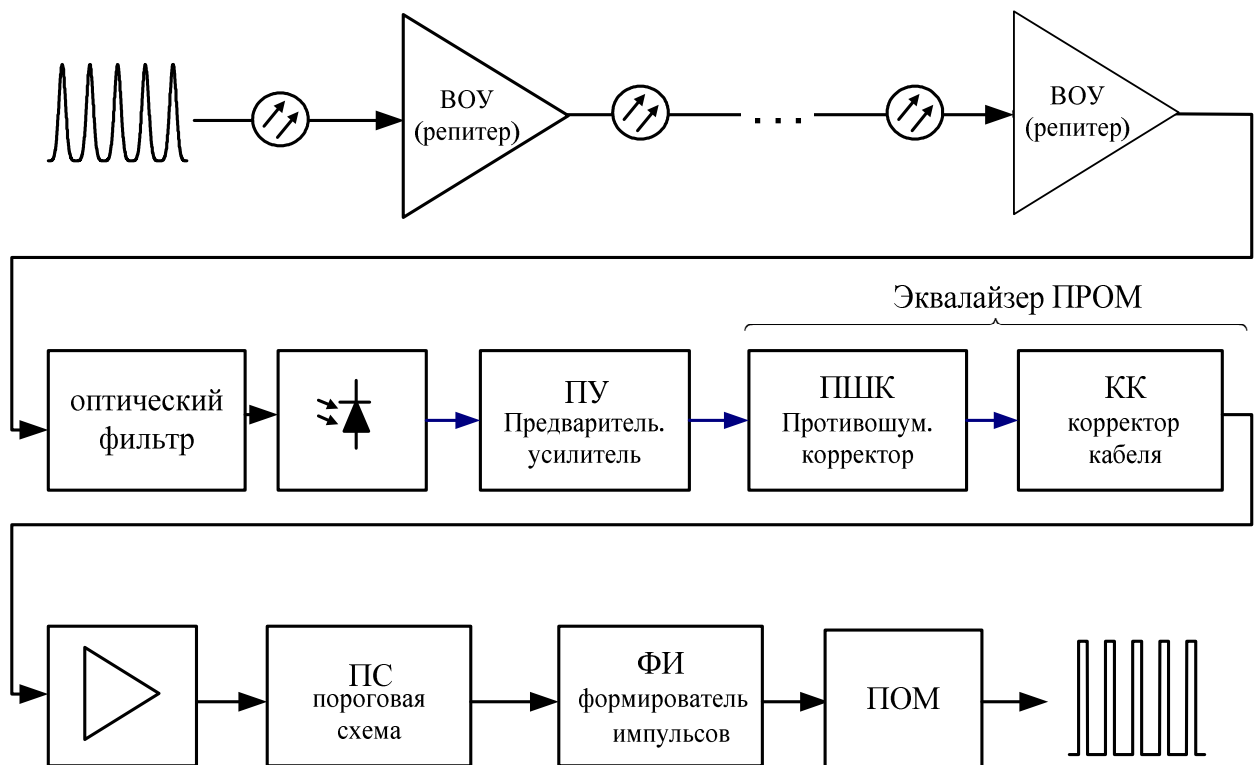 ВОУ
(репитер)
. . .
ВОУ
(репитер)
Эквалайзер ПРОМ
оптический
фильтр
ПУ
Предваритель.
усилитель
ПШК
Противошум.
корректор
КК
корректор
кабеля
ПС
пороговая
схема
ФИ
формирователь
импульсов
ПОМ